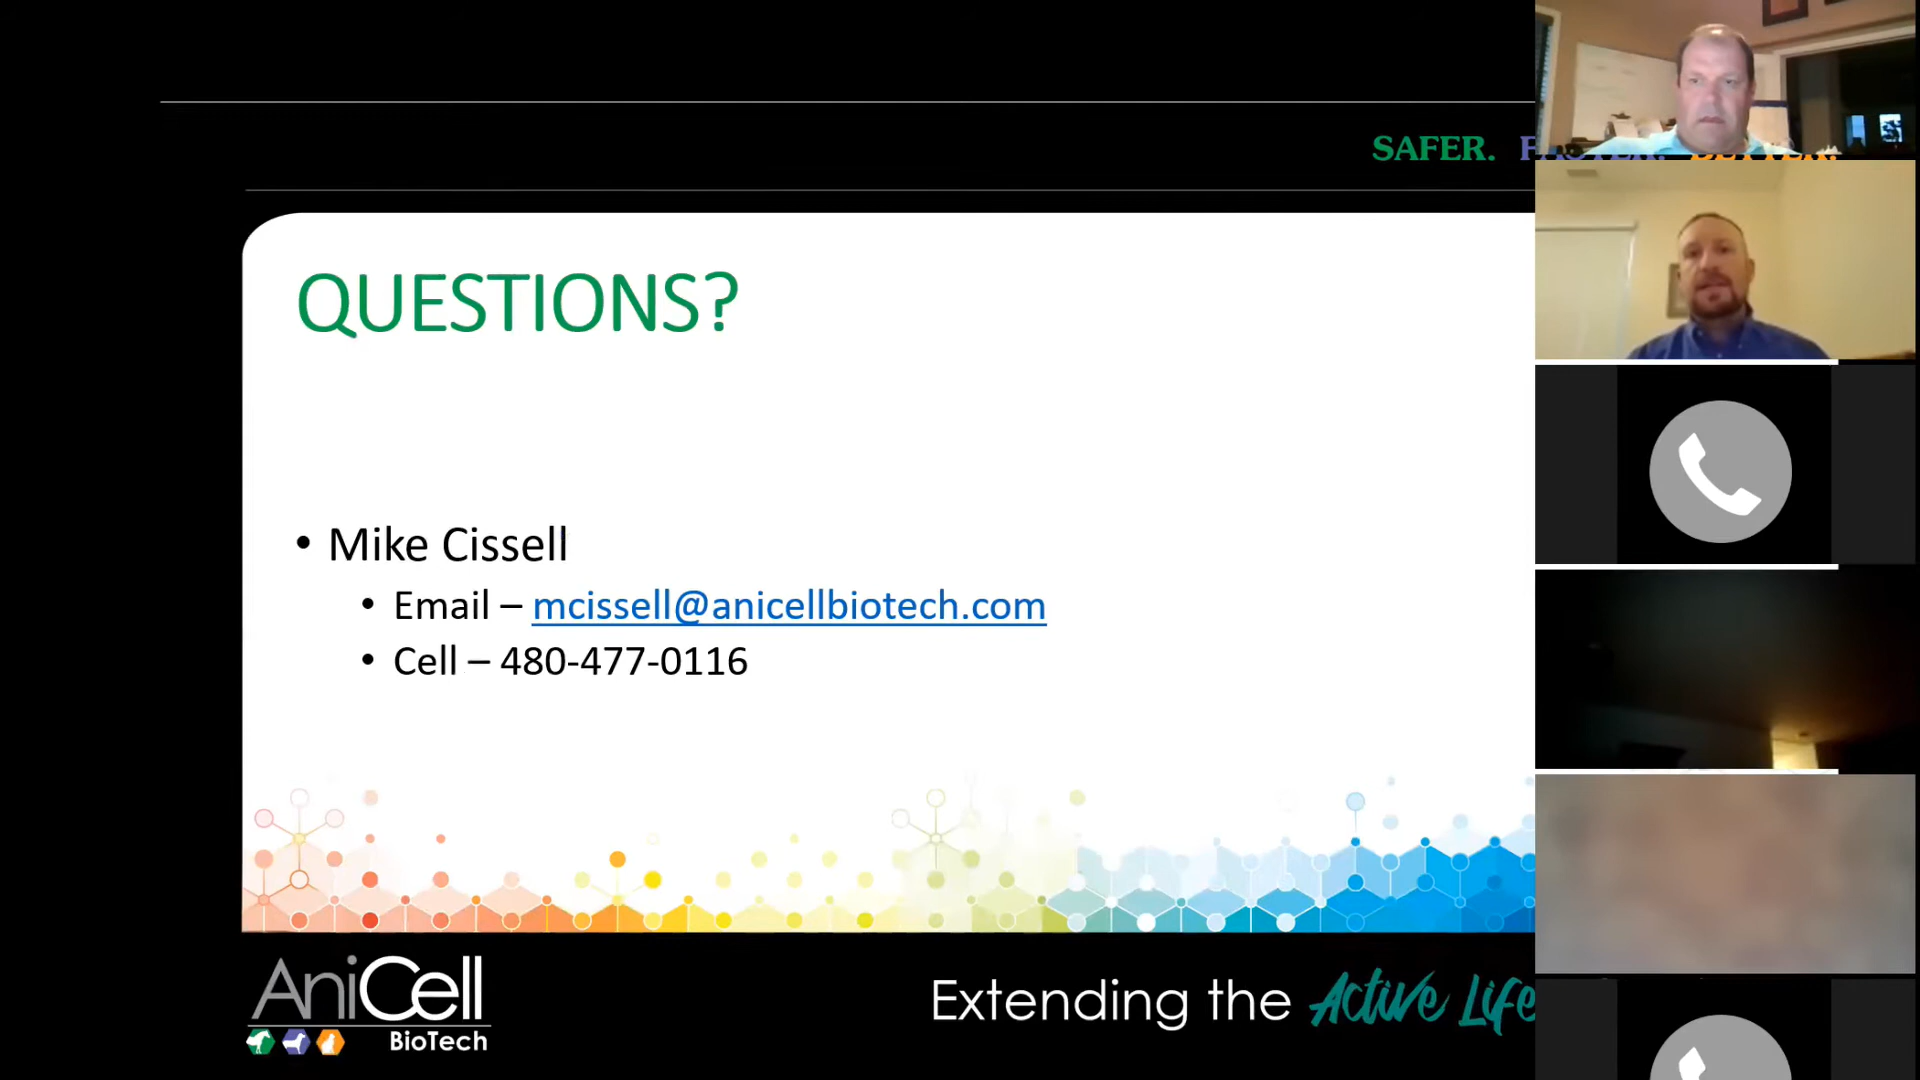 SAFER.
QUESTIONS?
• Mike Cissell
• Email – mcissell@anicellbiotech.com
• Cell – 480-477-0116
AniCell
BioTech
Extending the Active Life